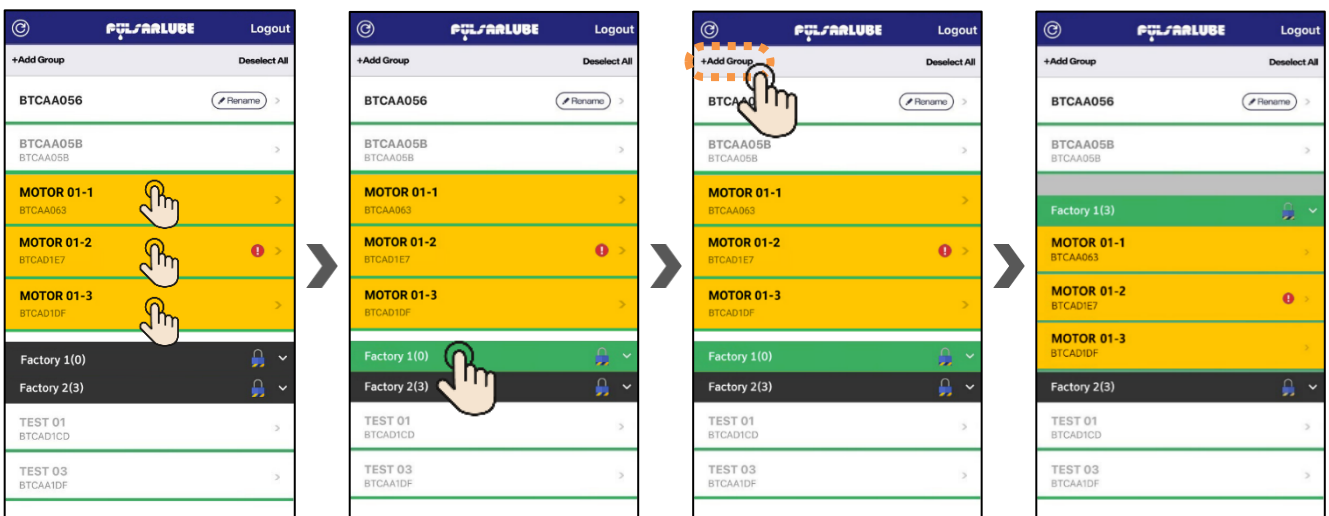 PULSARLUBE Logout
+Add Group Deselect All
BTCAA056 Rename
BTCAA05B
BTCAA05B
MOTOR 01-1
BTCAA063
MOTOR 01-2
BTCAD1E7
MOTOR 01-3
BTCAD1DF
Factory 1(0)
Factory 2(3)
TEST 01
BTCAD1CD
TEST 03
BTCAA1DF
PULSARLUBE Logout
+Add Group Deselect All
BTCAA056 Rename
BTCAA05B
BTCAA05B
MOTOR 01-1
BTCAA063
MOTOR 01-2
BTCAD1E7
MOTOR 01-3
BTCAD1DF
Factory 1(0)
Factory 2(3)
TEST 01
BTCAD1CD
TEST 03
BTCAA1DF
PULSARLUBE Logout
+Add Group Deselect All
Rename
BTCAA05B
BTCAA05B
MOTOR 01-1
BTCAA063
MOTOR 01-2
BTCAD1E7
MOTOR 01-3
BTCAD1DF
Factory 1(0)
Factory 2(3)
TEST 01
BTCAD1CD
TEST 03
BTCAA1DF
PULSARLUBE Logout
+Add Group Deselect All
BTCAA056 Rename
BTCAA05B
BTCAA05B
Factory 1(3)
MOTOR 01-1
BTCAA063
MOTOR 01-2
BTCAD1E7
MOTOR 01-3
BTCAD1DF
Factory 2(3)
TEST 01
BTCAD1CD
TEST 03
BTCAA1DF